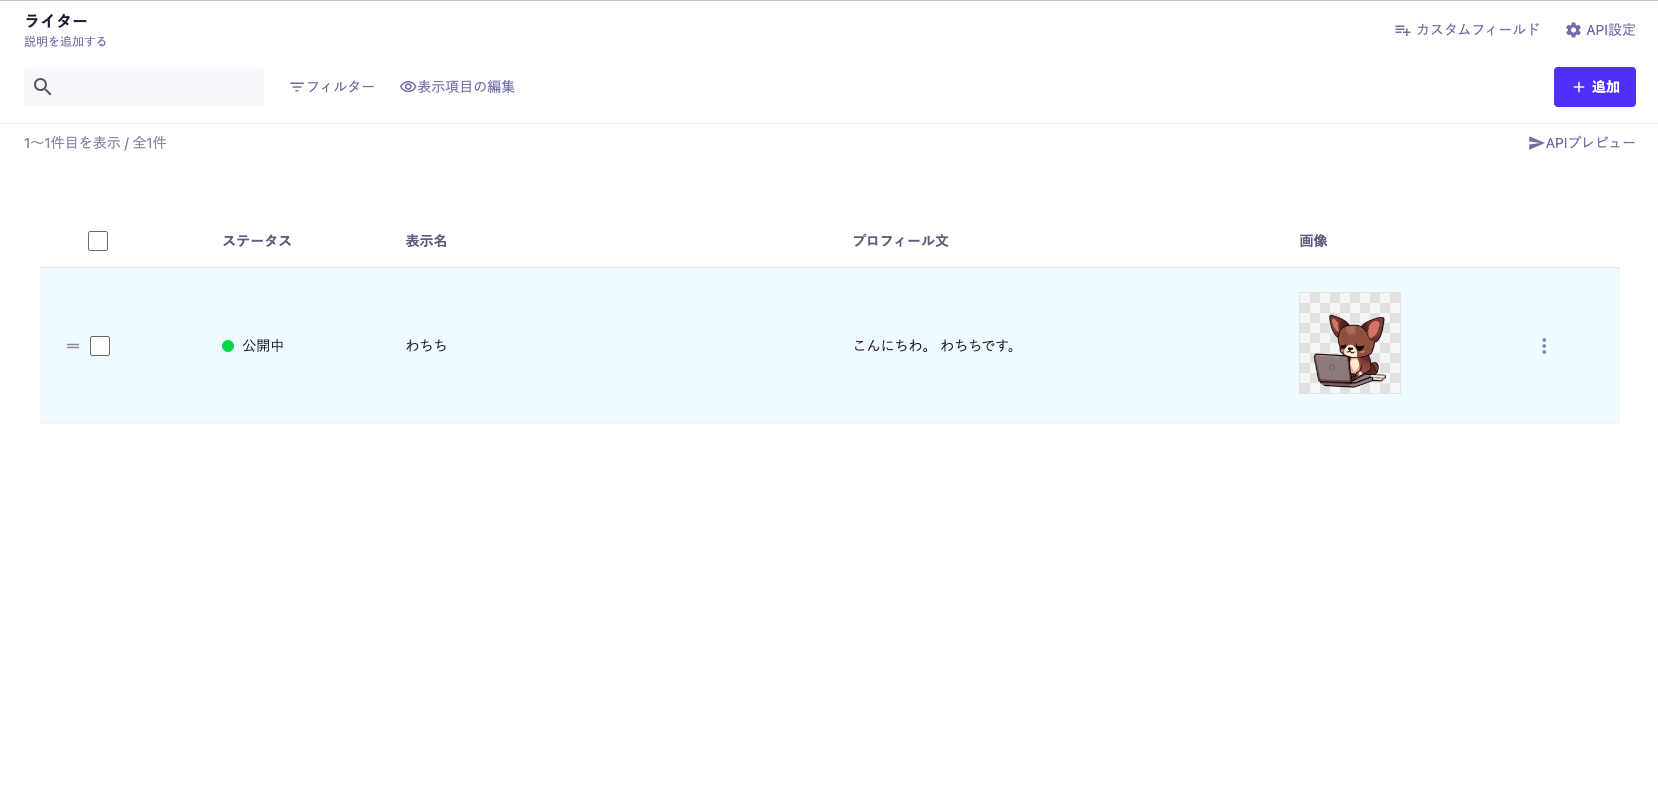 ライター
説明を追加する
カスタムフィールド
API設定
フィルター
表示項目の編集
追加
1〜1件目を表示 / 全1件
APIプレビュー
ステータス 表示名 プロフィール文 画像
公開中 わちち こんにちわ。 わちちです。